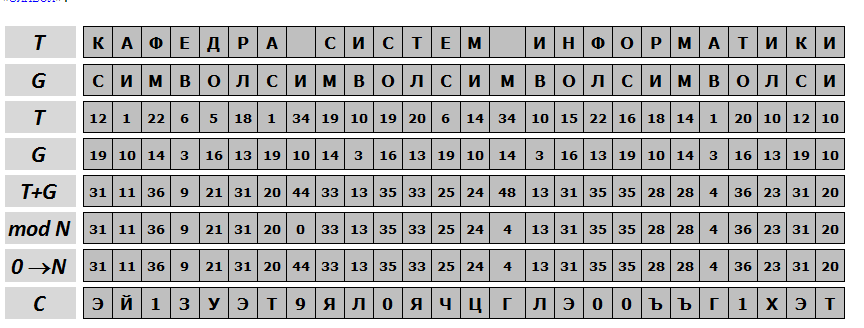 T К А Ф Е Д Р А С И С Т Е М И Н Ф О Р М А Т И К И
G С И М В О Л С И М В О Л С И М В О Л С И М В О Л С И
T 12 1 22 6 5 18 1 34 19 10 19 20 6 14 34 10 15 22 16 18 14 1 20 10 12 10
G 19 10 14 3 16 13 19 10 14 3 16 13 19 10 14 3 16 13 19 10 14 3 16 13 19 10
T+G 31 11 36 9 21 31 20 44 33 13 35 33 25 24 48 13 31 35 35 28 28 4 36 23 31 20
mod N 31 11 36 9 21 31 20 0 33 13 35 33 25 24 4 13 31 35 35 28 28 4 36 23 31 20
0 →N 31 11 36 9 21 31 20 44 33 13 35 33 25 24 4 13 31 35 35 28 28 4 36 23 31 20
C Э Й 1 З У Э Т 9 Я Л 0 Я Ч Ц Г Л Э 0 0 Ъ Ъ Г 1 Х Э Т